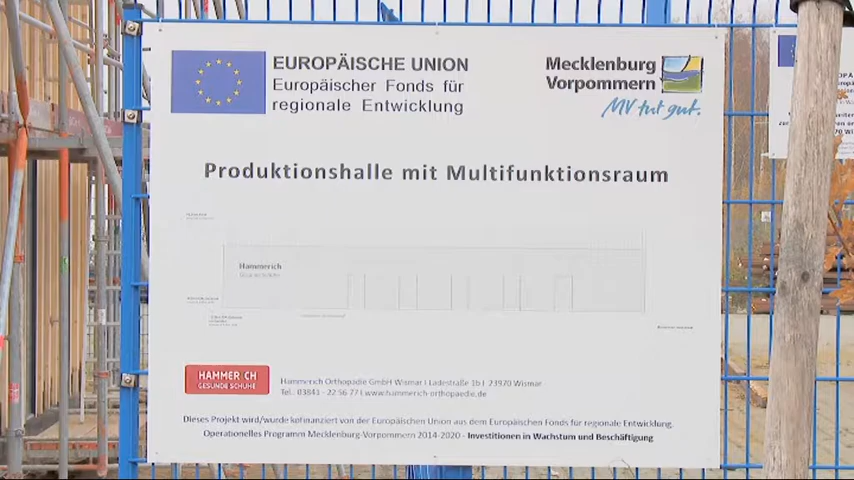 EUROPÄISCHE UNION
Europäischer Fonds für
regionale Entwicklung
Mecklenburg
Vorpommern
MV tut gut.
Produktionshalle mit Multifunktionsraum
Hammerich
HAMMERICH
GESUNDE SCHUHE
Hammerich Orthopädie GmbH Wismar I Ladestraße 1b I 23970 Wismar
Tel.: 03841 - 22 56 77 I www.hammerich-orthopaedie.de
Dieses Projekt wird/wurde kofinanziert von der Europäischen Union aus dem Europäischen Fonds für regionale Entwicklung.
Operationelles Programm Mecklenburg-Vorpommern 2014-2020 - Investitionen in Wachstum und Beschäftigung